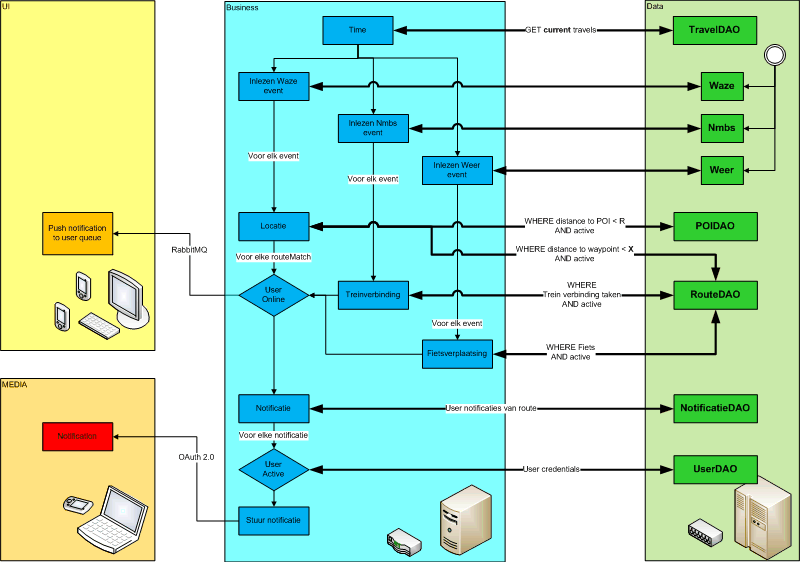 UI
Business
Data
Time
GET current travels
TravelDAO
Inlezen Waze
event
Waze
Inlezen Nmbs
event
Nmbs
Voor elk event
Inlezen Weer
event
Weer
Voor elk event
Push notification
to user queue
RabbitMQ
Locatie
WHERE distance to POI < R
AND active
POIDAO
WHERE distance to waypoint < X
AND active
Voor elke routeMatch
User
Online
Treinverbinding
WHERE
Trein verbinding taken
AND active
RouteDAO
Voor elk event
Fietsverplaatsing
WHERE Fiets
AND active
MEDIA
Notification
OAuth 2.0
Notificatie
User notificaties van route
NotificatieDAO
Voor elke notificatie
User
Active
User credentials
UserDAO
Stuur notificatie